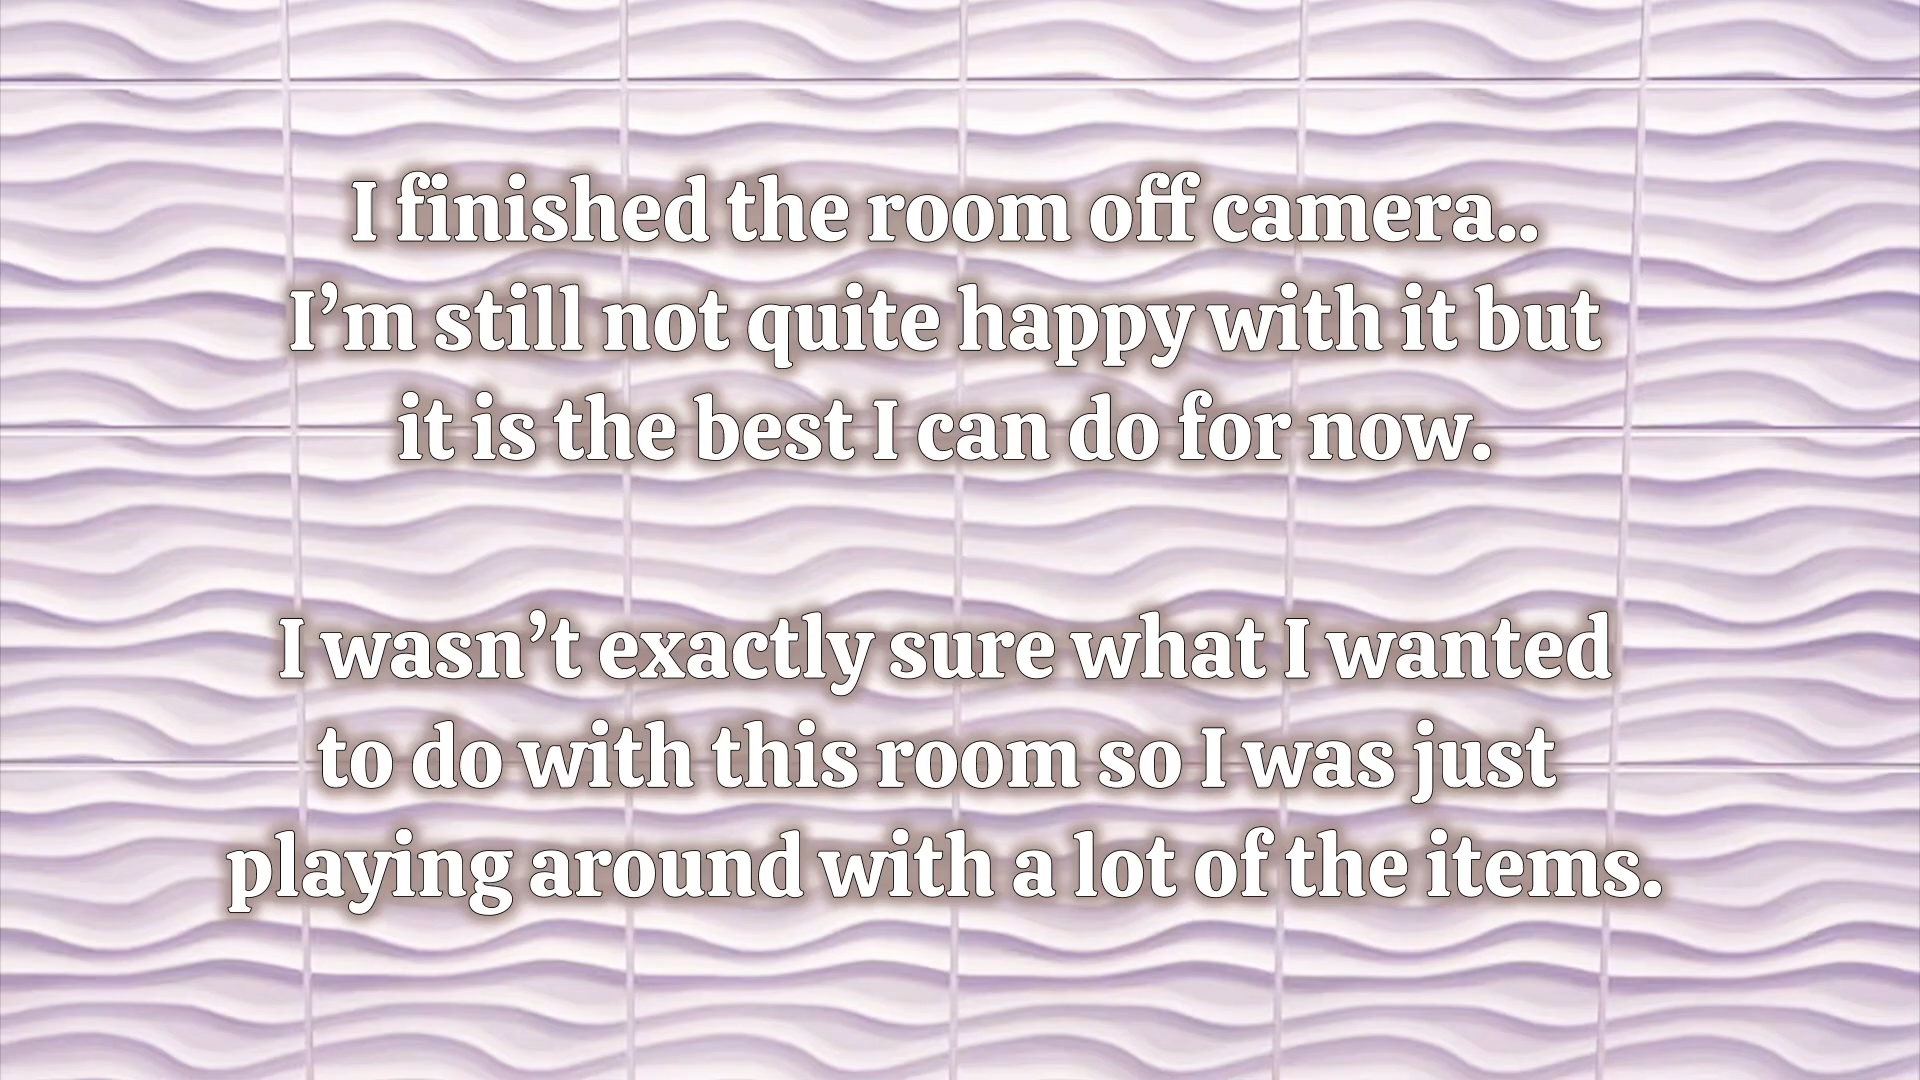 I finished the room off camera..
I’m still not quite happy with it but
it is the best I can do for now.
I wasn’t exactly sure what I wanted
to do with this room so I was just
playing around with a lot of the items.